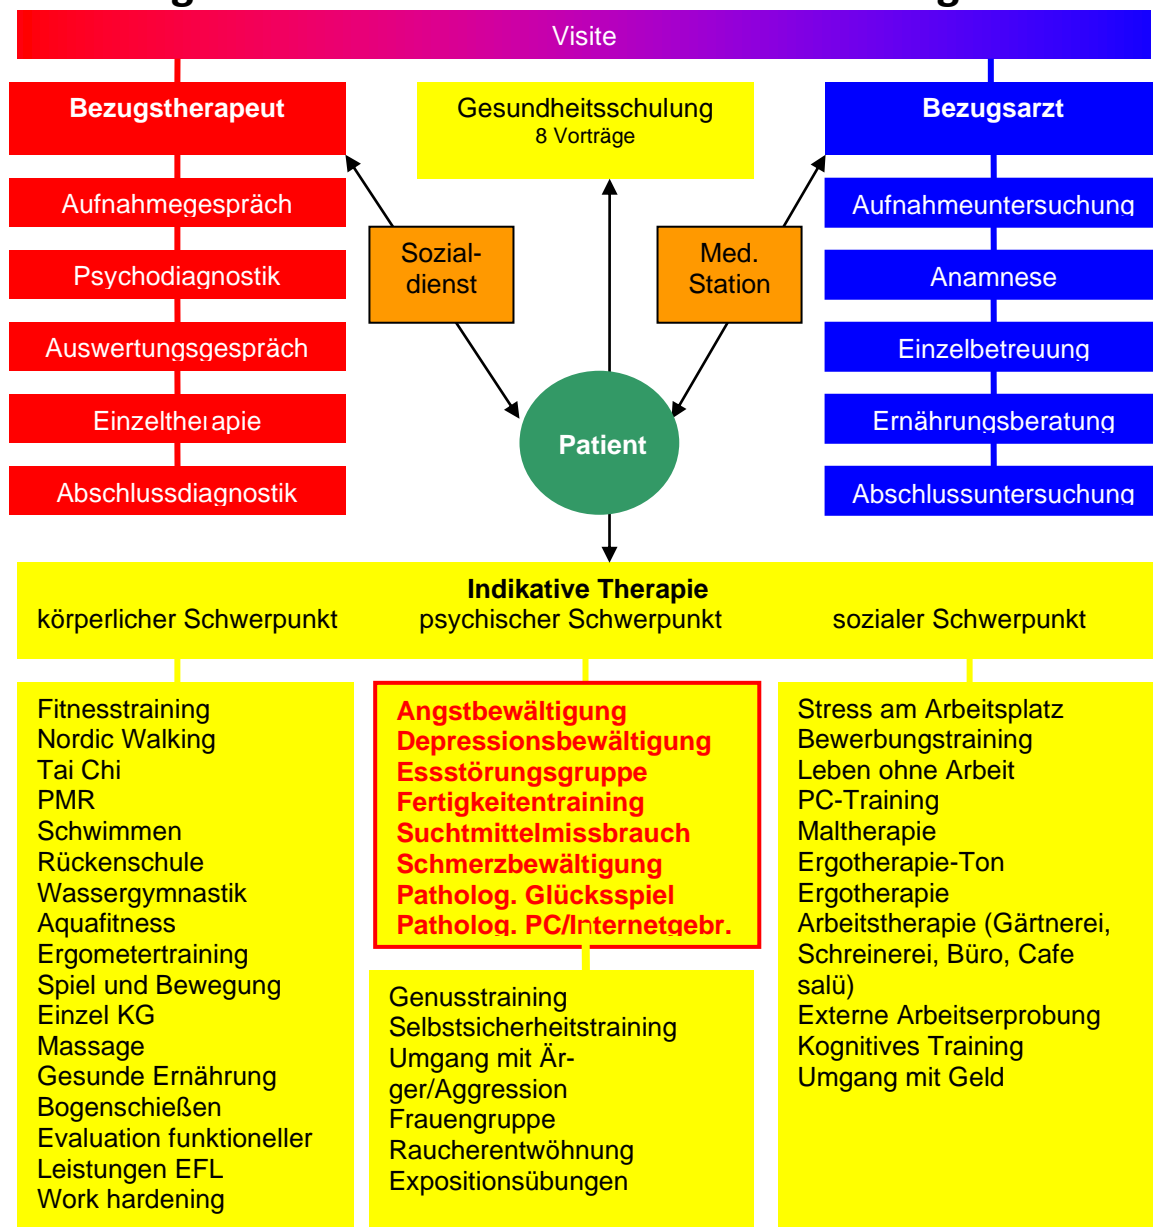 Visite
Bezugstherapeut
Aufnahmegespräch
Psychodiagnostik
Auswertungsgespräch
Einzeltherapie
Abschlussdiagnostik
Gesundheitsschulung
8 Vorträge
Sozial-
dienst
Med.
Station
Patient
Bezugsarzt
Aufnahmeuntersuchung
Anamnese
Einzelbetreuung
Ernährungsberatung
Abschlussuntersuchung
Indikative Therapie
körperlicher Schwerpunkt
psychischer Schwerpunkt
sozialer Schwerpunkt
Fitnesstraining
Nordic Walking
Tai Chi
PMR
Schwimmen
Rückenschule
Wassergymnastik
Aquafitness
Ergometertraining
Spiel und Bewegung
Einzel KG
Massage
Gesunde Ernährung
Bogenschießen
Evaluation funktioneller
Leistungen EFL
Work hardening
Angstbewältigung
Depressionsbewältigung
Essstörungsgruppe
Fertigkeitentraining
Suchtmittelmissbrauch
Schmerzbewältigung
Patholog. Glücksspiel
Patholog. PC/Internetgebr.
Genusstraining
Selbstsicherheitstraining
Umgang mit Är-
ger/Aggression
Frauengruppe
Raucherentwöhnung
Expositionsübungen
Stress am Arbeitsplatz
Bewerbungstraining
Leben ohne Arbeit
PC-Training
Maltherapie
Ergotherapie-Ton
Ergotherapie
Arbeitstherapie (Gärtnerei,
Schreinerei, Büro, Cafe
salü)
Externe Arbeitserprobung
Kognitives Training
Umgang mit Geld